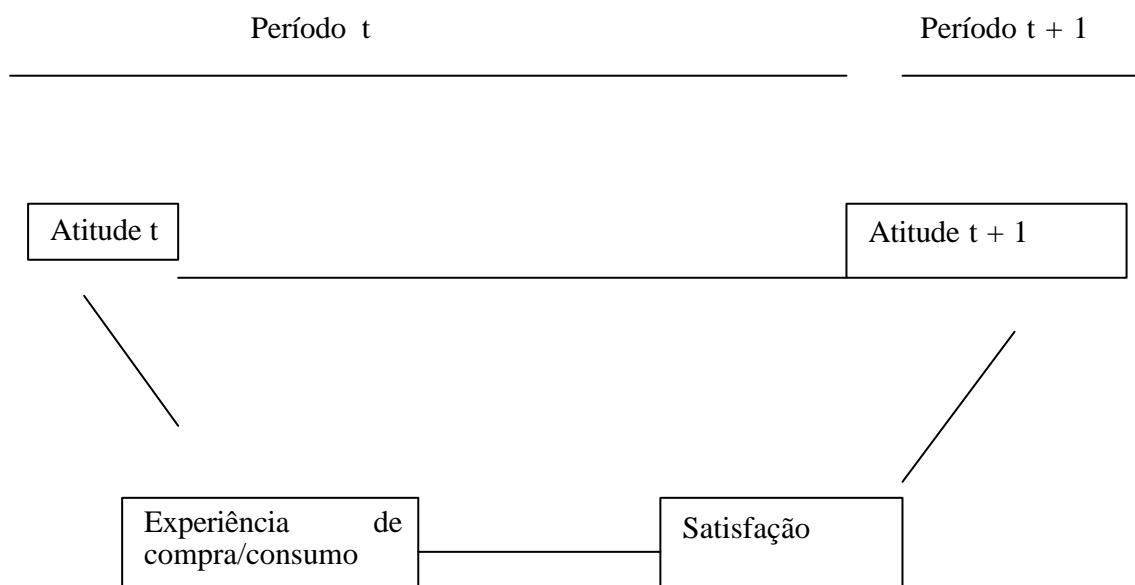 Período t
Período t + 1
Atitude t
Atitude t + 1
Experiência de
compra/consumo
Satisfação